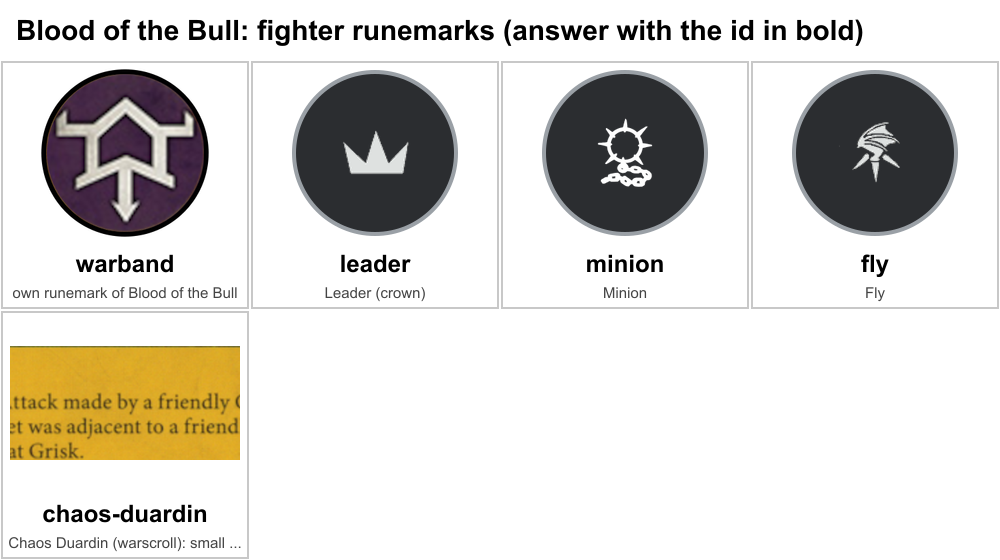 Blood of the Bull: fighter runemarks (answer with the id in bold)
warband
own runemark of Blood of the Bull
leader
Leader (crown)
minion
Minion
fly
Fly
ttack made by a friendly
et was adjacent to a friend
at Grisk.
chaos-duardin
Chaos Duardin (warscroll): small ...